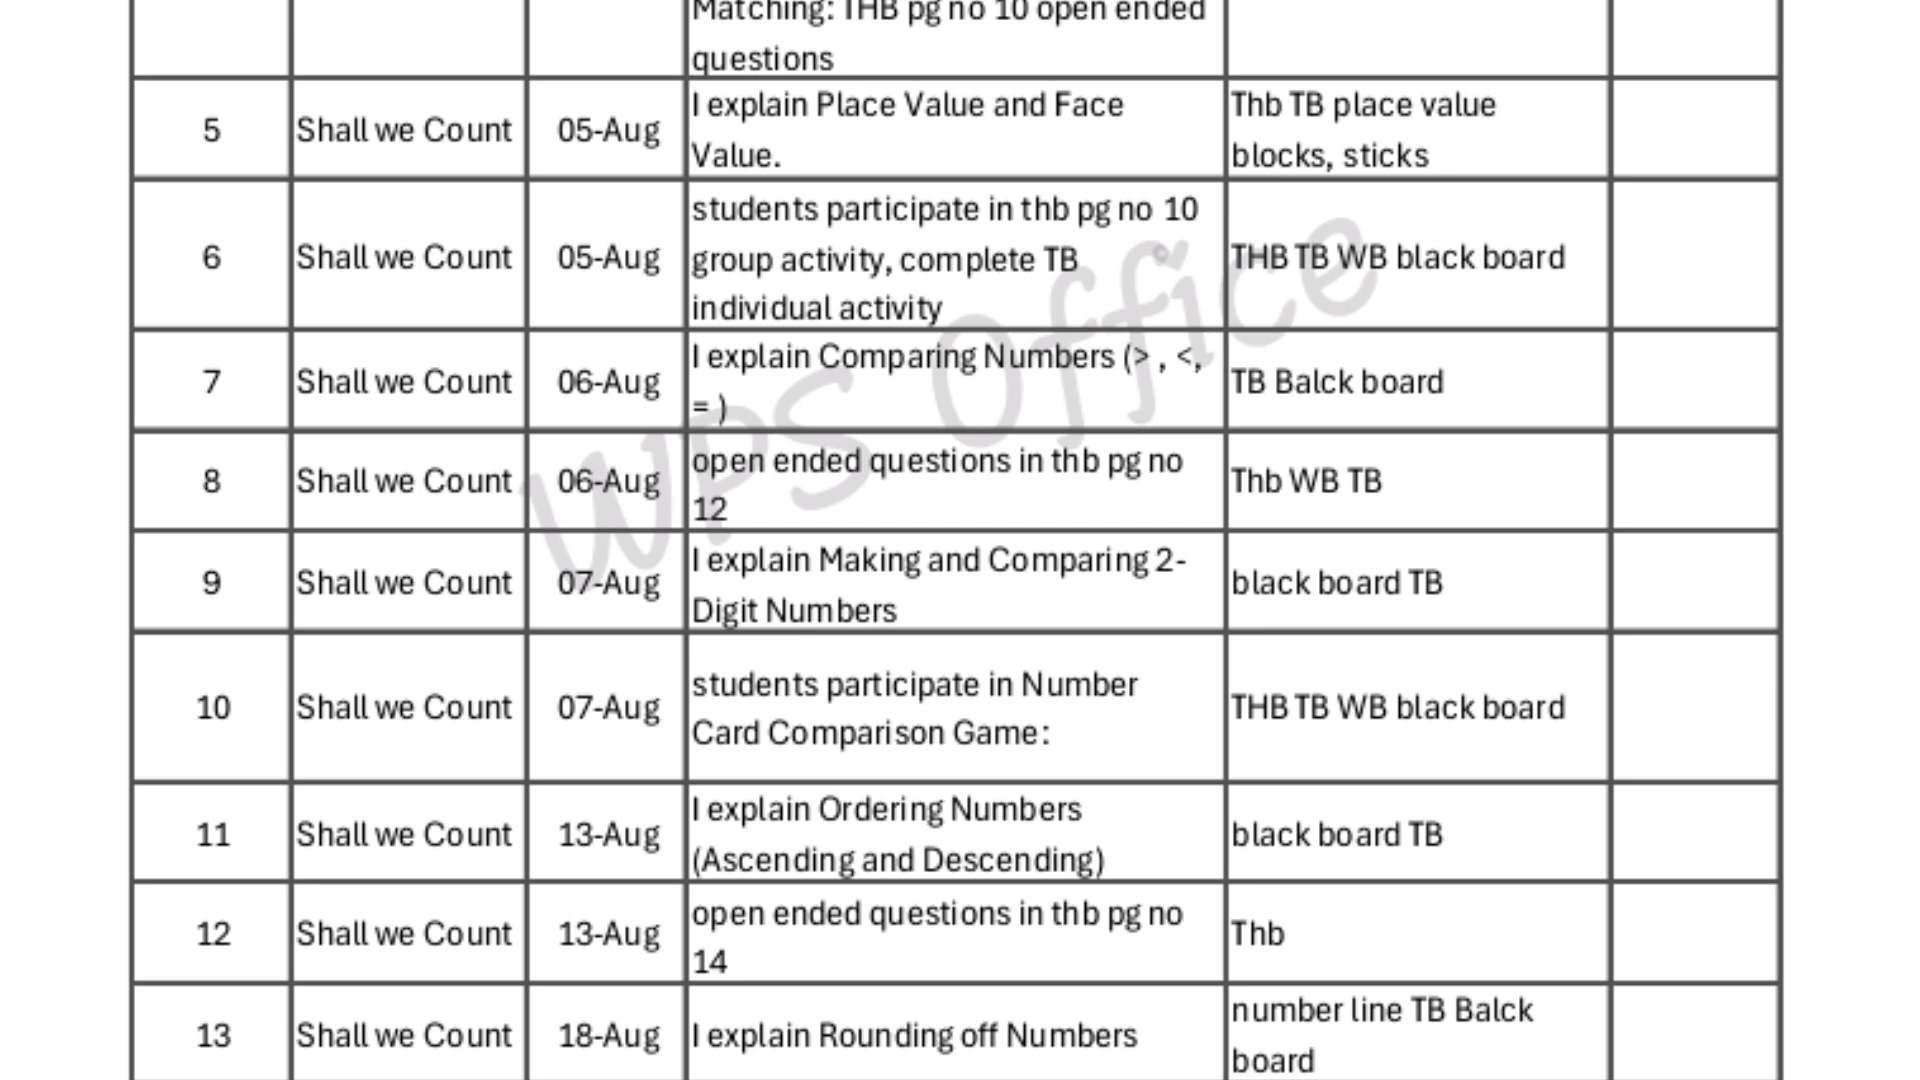 Matching: THB pg no 10 open ended
questions
5 Shall we Count 05-Aug
I explain Place Value and Face
Value.
Thb TB place value
blocks, sticks
6 Shall we Count 05-Aug
students participate in thb pg no 10
group activity, complete TB
individual activity
THB TB WB black board
7 Shall we Count 06-Aug
I explain Comparing Numbers (> , <,
= )
TB Balck board
8 Shall we Count 06-Aug
open ended questions in thb pg no
12
Thb WB TB
9 Shall we Count 07-Aug
I explain Making and Comparing 2-
Digit Numbers
black board TB
10 Shall we Count 07-Aug
students participate in Number
Card Comparison Game:
THB TB WB black board
11 Shall we Count 13-Aug
I explain Ordering Numbers
(Ascending and Descending)
black board TB
12 Shall we Count 13-Aug
open ended questions in thb pg no
14
Thb
13 Shall we Count 18-Aug
I explain Rounding off Numbers
number line TB Balck
board
WPS Office